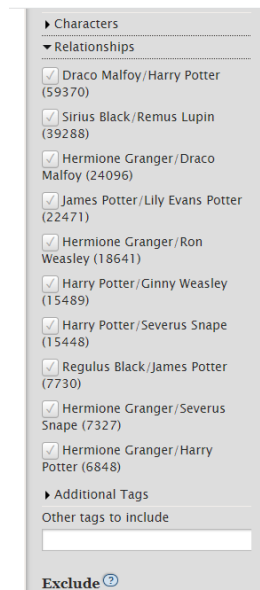 Characters
Relationships
Draco Malfoy/Harry Potter
(59370)
Sirius Black/Remus Lupin
(39288)
Hermione Granger/Draco
Malfoy (24096)
James Potter/Lily Evans Potter
(22471)
Hermione Granger/Ron
Weasley (18641)
Harry Potter/Ginny Weasley
(15489)
Harry Potter/Severus Snape
(15448)
Regulus Black/James Potter
(7730)
Hermione Granger/Severus
Snape (7327)
Hermione Granger/Harry
Potter (6848)
Additional Tags
Other tags to include
Exclude ?